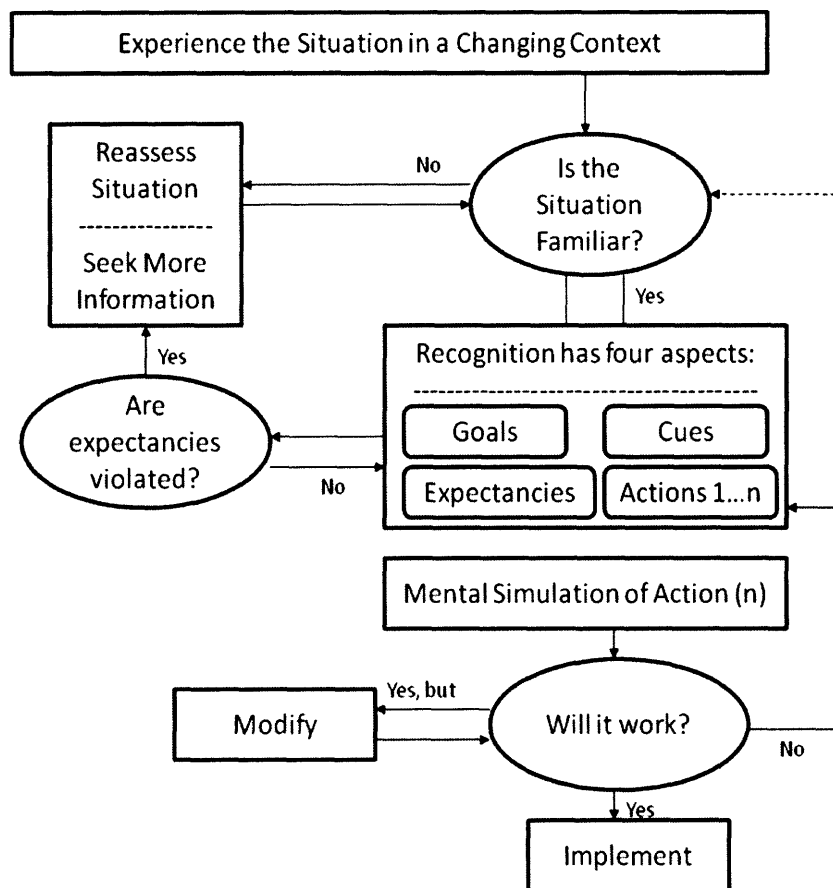 Experience the Situation in a Changing Context
Reassess
Situation
Seek More
Information
No
Is the
Situation
Familiar?
Yes
Yes
Are
expectancies
violated?
No
Recognition has four aspects:
Goals
Cues
Expectancies
Actions 1...n
Mental Simulation of Action (n)
Yes, but
Modify
Will it work?
No
Yes
Implement